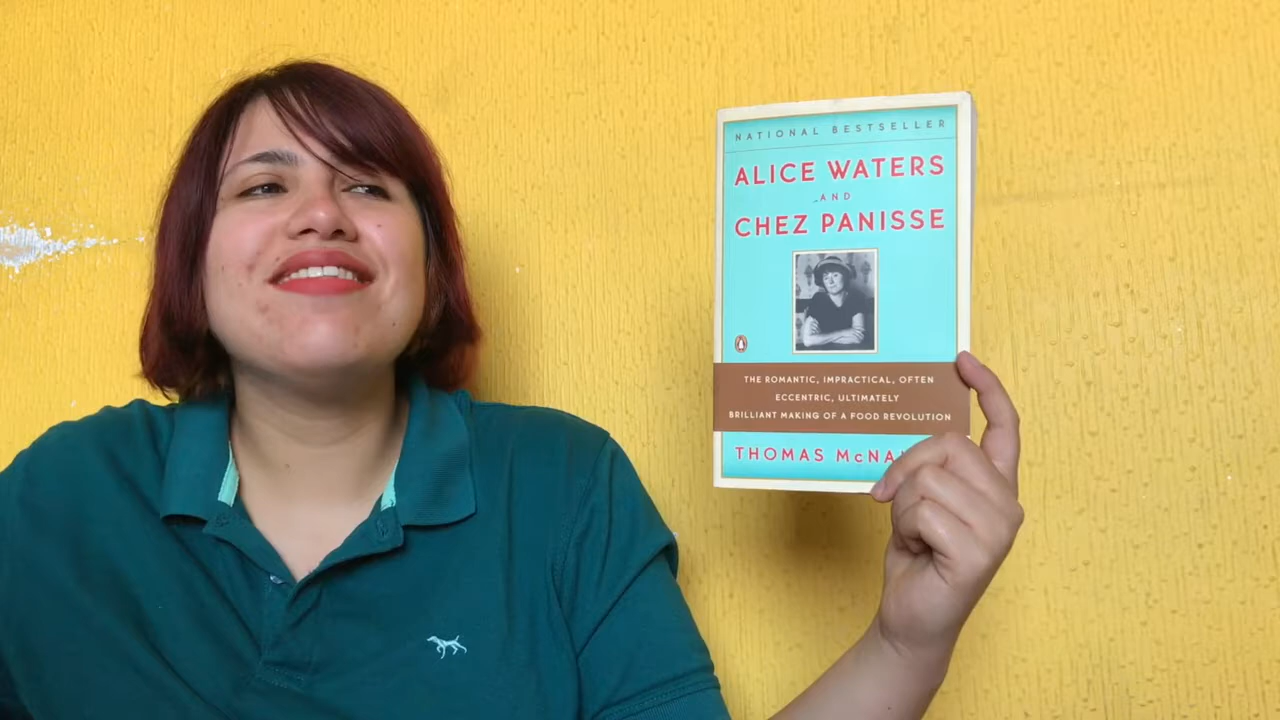 NATIONAL BESTSELLER
ALICE WATERS
AND
CHEZ PANISSE
THE ROMANTIC, IMPRACTICAL, OFTEN
ECCENTRIC, ULTIMATELY
BRILLIANT MAKING OF A FOOD REVOLUTION
THOMAS